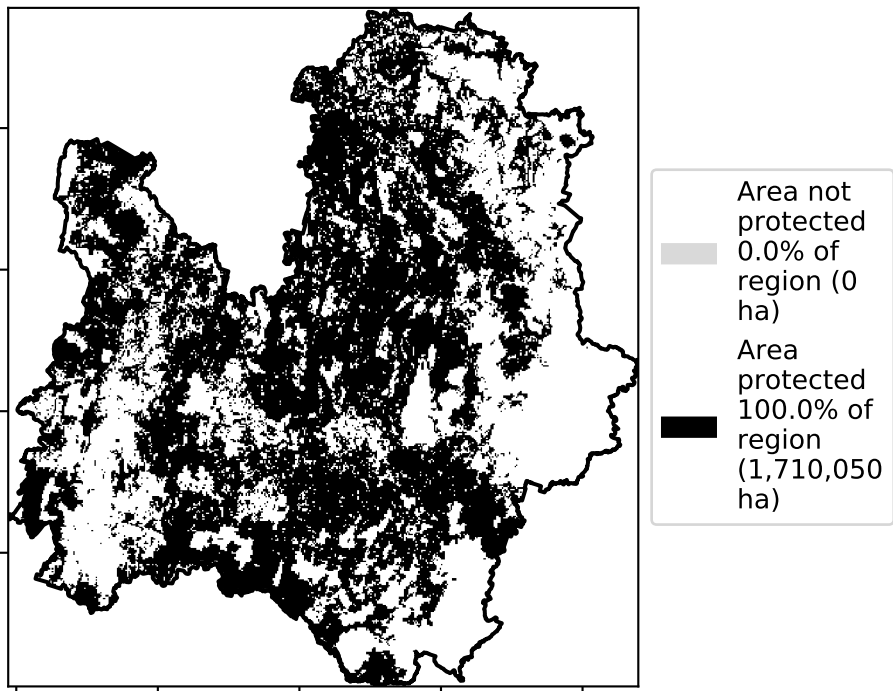 Area not
protected
0.0% of
region (0
ha)
Area
protected
100.0% of
region
(1,710,050
ha)